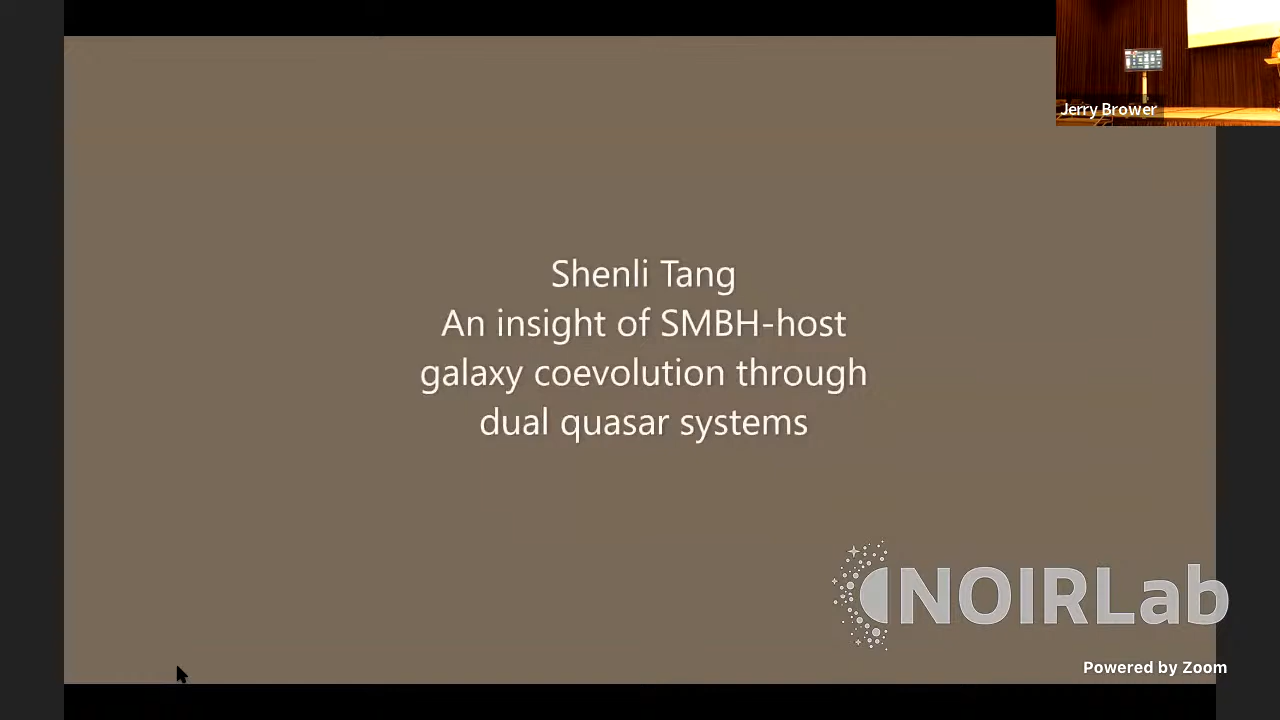 Jerry Brower
Shenli Tang
An insight of SMBH-host
galaxy coevolution through
dual quasar systems
NOIRLab
Powered by Zoom